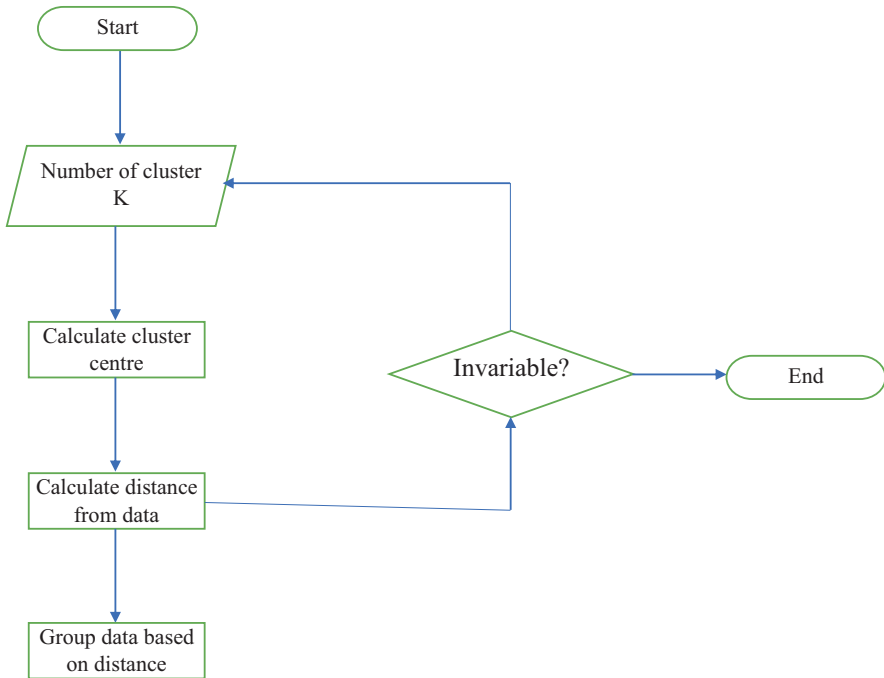 Start
Number of cluster
K
Calculate cluster
centre
Invariable?
End
Calculate distance
from data
Group data based
on distance